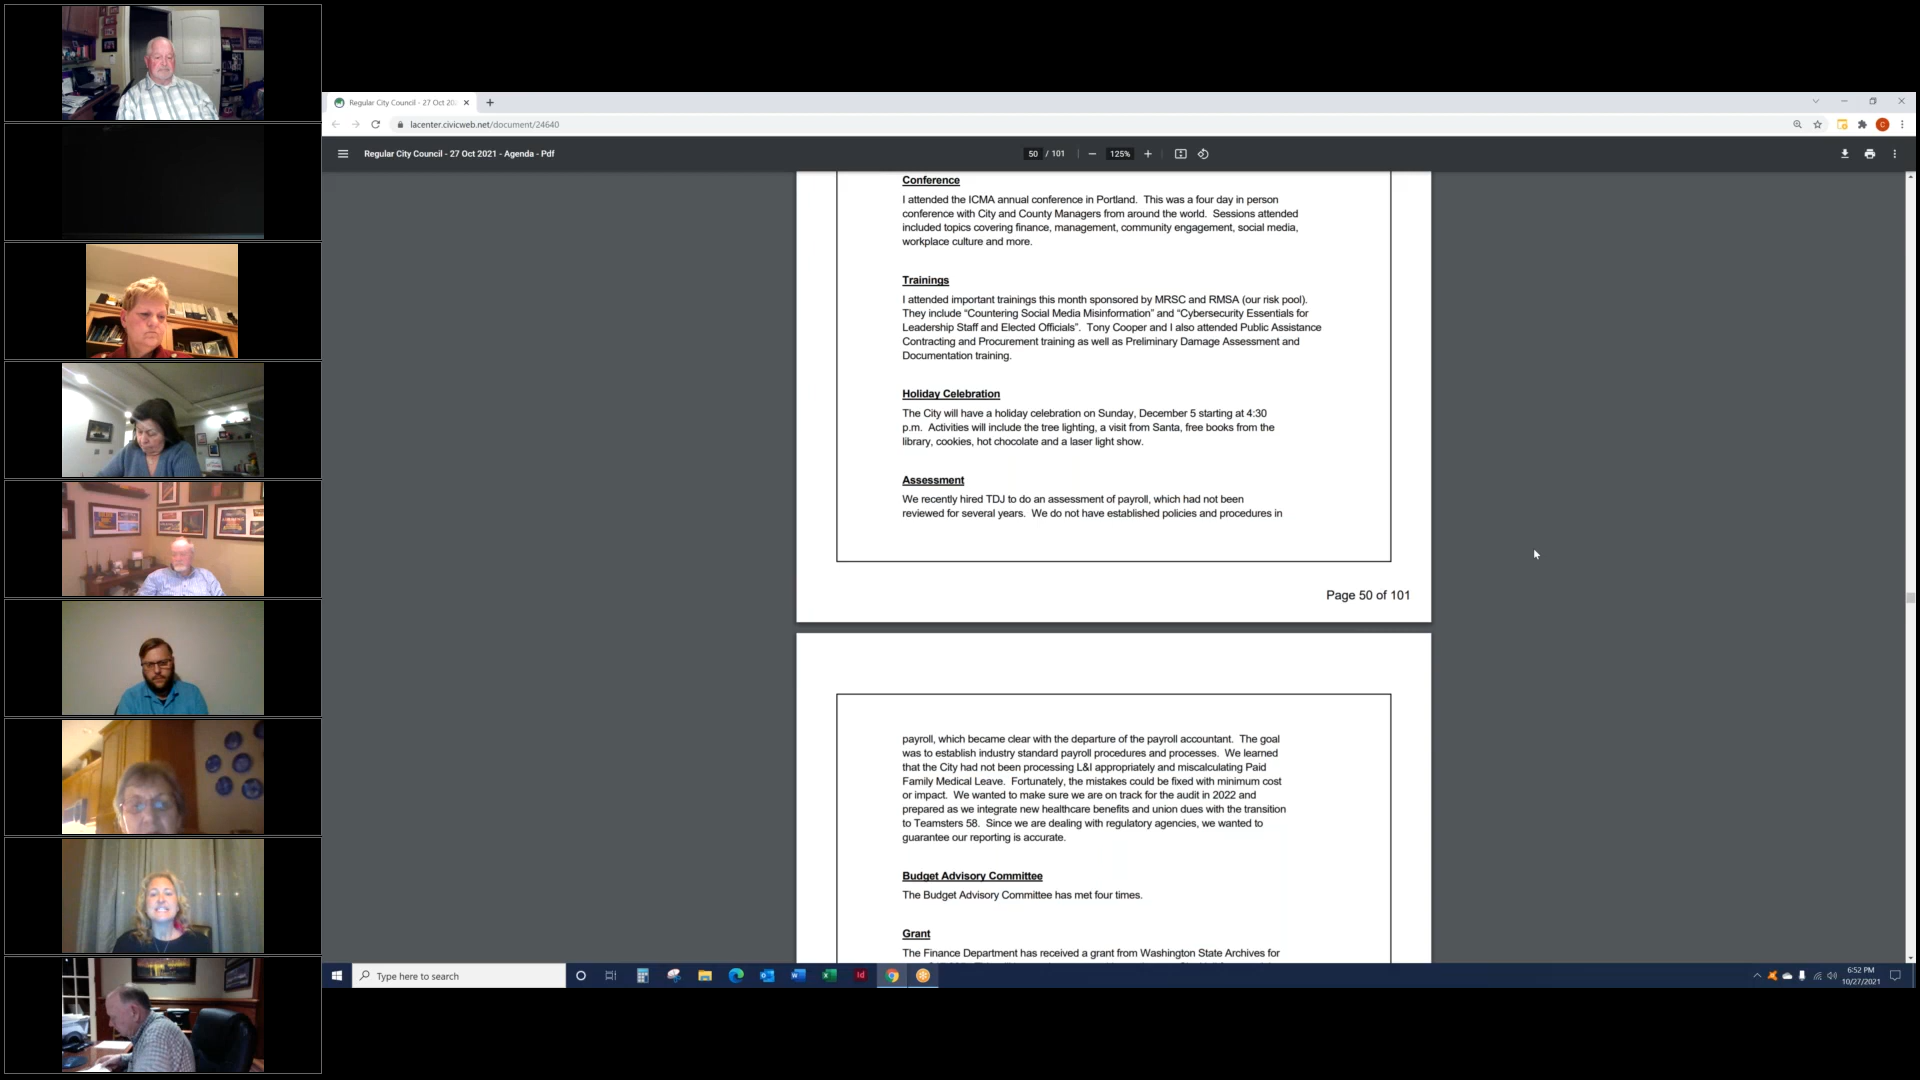 Regular City Council - 27 Oct 20
lacenter.civicweb.net/document/24640
Regular City Council - 27 Oct 2021 - Agenda - Pdf
50 / 101
125%
Conference
I attended the ICMA annual conference in Portland. This was a four day in person
conference with City and County Managers from around the world. Sessions attended
included topics covering finance, management, community engagement, social media,
workplace culture and more.
Trainings
I attended important trainings this month sponsored by MRSC and RMSA (our risk pool).
They include “Countering Social Media Misinformation” and “Cybersecurity Essentials for
Leadership Staff and Elected Officials”. Tony Cooper and I also attended Public Assistance
Contracting and Procurement training as well as Preliminary Damage Assessment and
Documentation training.
Holiday Celebration
The City will have a holiday celebration on Sunday, December 5 starting at 4:30
p.m. Activities will include the tree lighting, a visit from Santa, free books from the
library, cookies, hot chocolate and a laser light show.
Assessment
We recently hired TDJ to do an assessment of payroll, which had not been
reviewed for several years. We do not have established policies and procedures in
Page 50 of 101
payroll, which became clear with the departure of the payroll accountant. The goal
was to establish industry standard payroll procedures and processes. We learned
that the City had not been processing L&I appropriately and miscalculating Paid
Family Medical Leave. Fortunately, the mistakes could be fixed with minimum cost
or impact. We wanted to make sure we are on track for the audit in 2022 and
prepared as we integrate new healthcare benefits and union dues with the transition
to Teamsters 58. Since we are dealing with regulatory agencies, we wanted to
guarantee our reporting is accurate.
Budget Advisory Committee
The Budget Advisory Committee has met four times.
Grant
The Finance Department has received a grant from Washington State Archives for
Type here to search
6:52 PM
10/27/2021